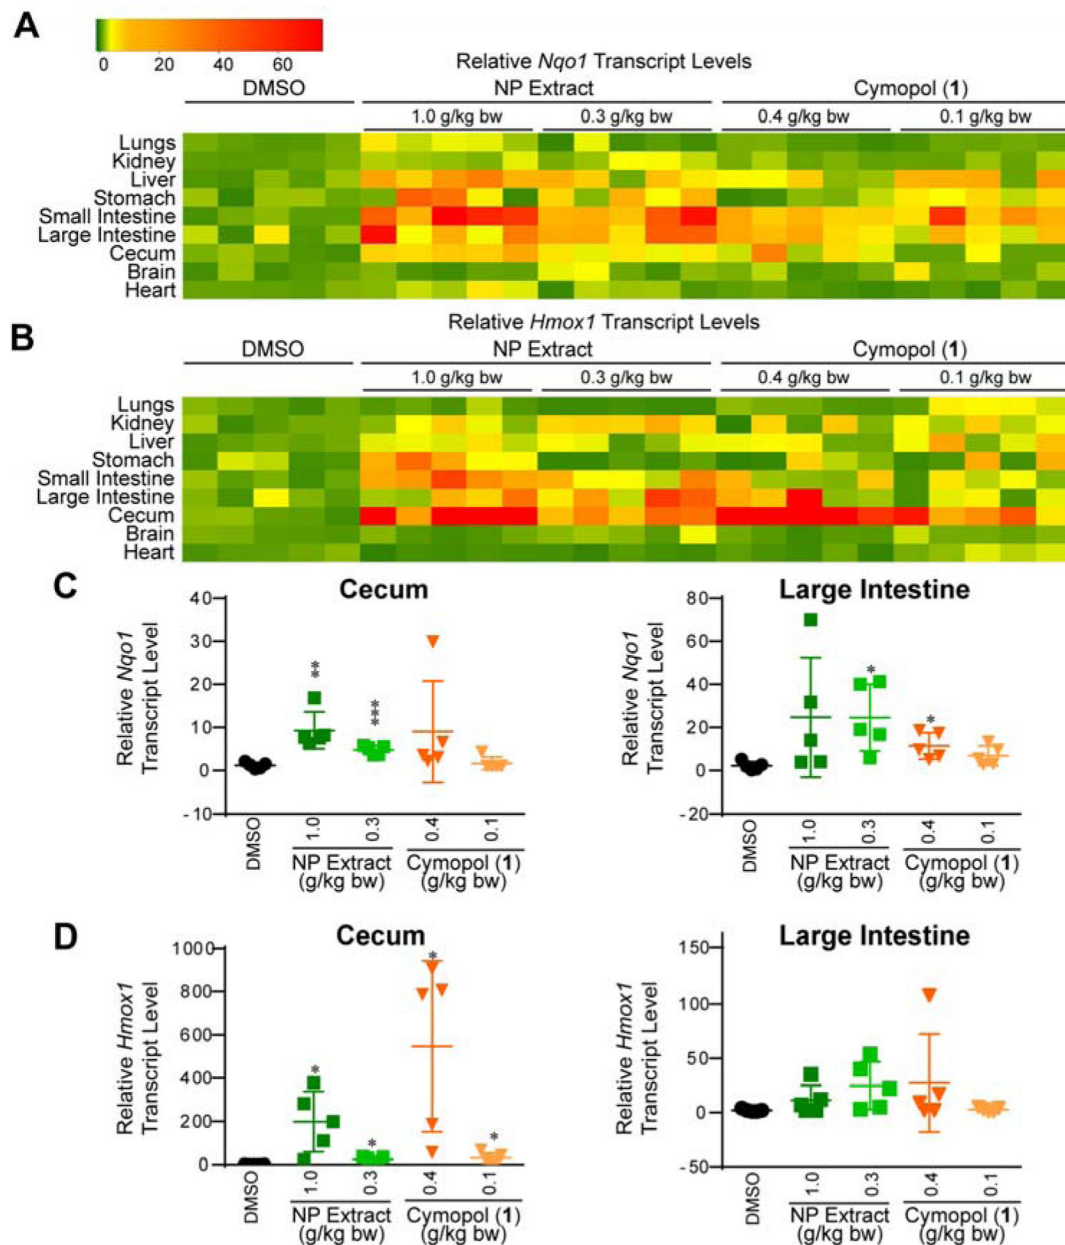 A
0 20 40 60
Relative Nqo1 Transcript Levels
DMSO NP Extract Cymopol (1)
1.0 g/kg bw 0.3 g/kg bw 0.4 g/kg bw 0.1 g/kg bw
Lungs
Kidney
Liver
Stomach
Small Intestine
Large Intestine
Cecum
Brain
Heart
B
Relative Hmox1 Transcript Levels
DMSO NP Extract Cymopol (1)
1.0 g/kg bw 0.3 g/kg bw 0.4 g/kg bw 0.1 g/kg bw
Lungs
Kidney
Liver
Stomach
Small Intestine
Large Intestine
Cecum
Brain
Heart
C
Cecum
Relative Nqo1
Transcript Level
40
30
20
10
0
-10
**
***
DMSO
1.0
0.3
0.4
0.1
NP Extract Cymopol (1)
(g/kg bw) (g/kg bw)
Large Intestine
Relative Nqo1
Transcript Level
80
60
40
20
0
-20
*
*
DMSO
1.0
0.3
0.4
0.1
NP Extract Cymopol (1)
(g/kg bw) (g/kg bw)
D
Cecum
Relative Hmox1
Transcript Level
1000
800
600
400
200
0
*
*
*
*
DMSO
1.0
0.3
0.4
0.1
NP Extract Cymopol (1)
(g/kg bw) (g/kg bw)
Large Intestine
Relative Hmox1
Transcript Level
150
100
50
0
-50
DMSO
1.0
0.3
0.4
0.1
NP Extract Cymopol (1)
(g/kg bw) (g/kg bw)